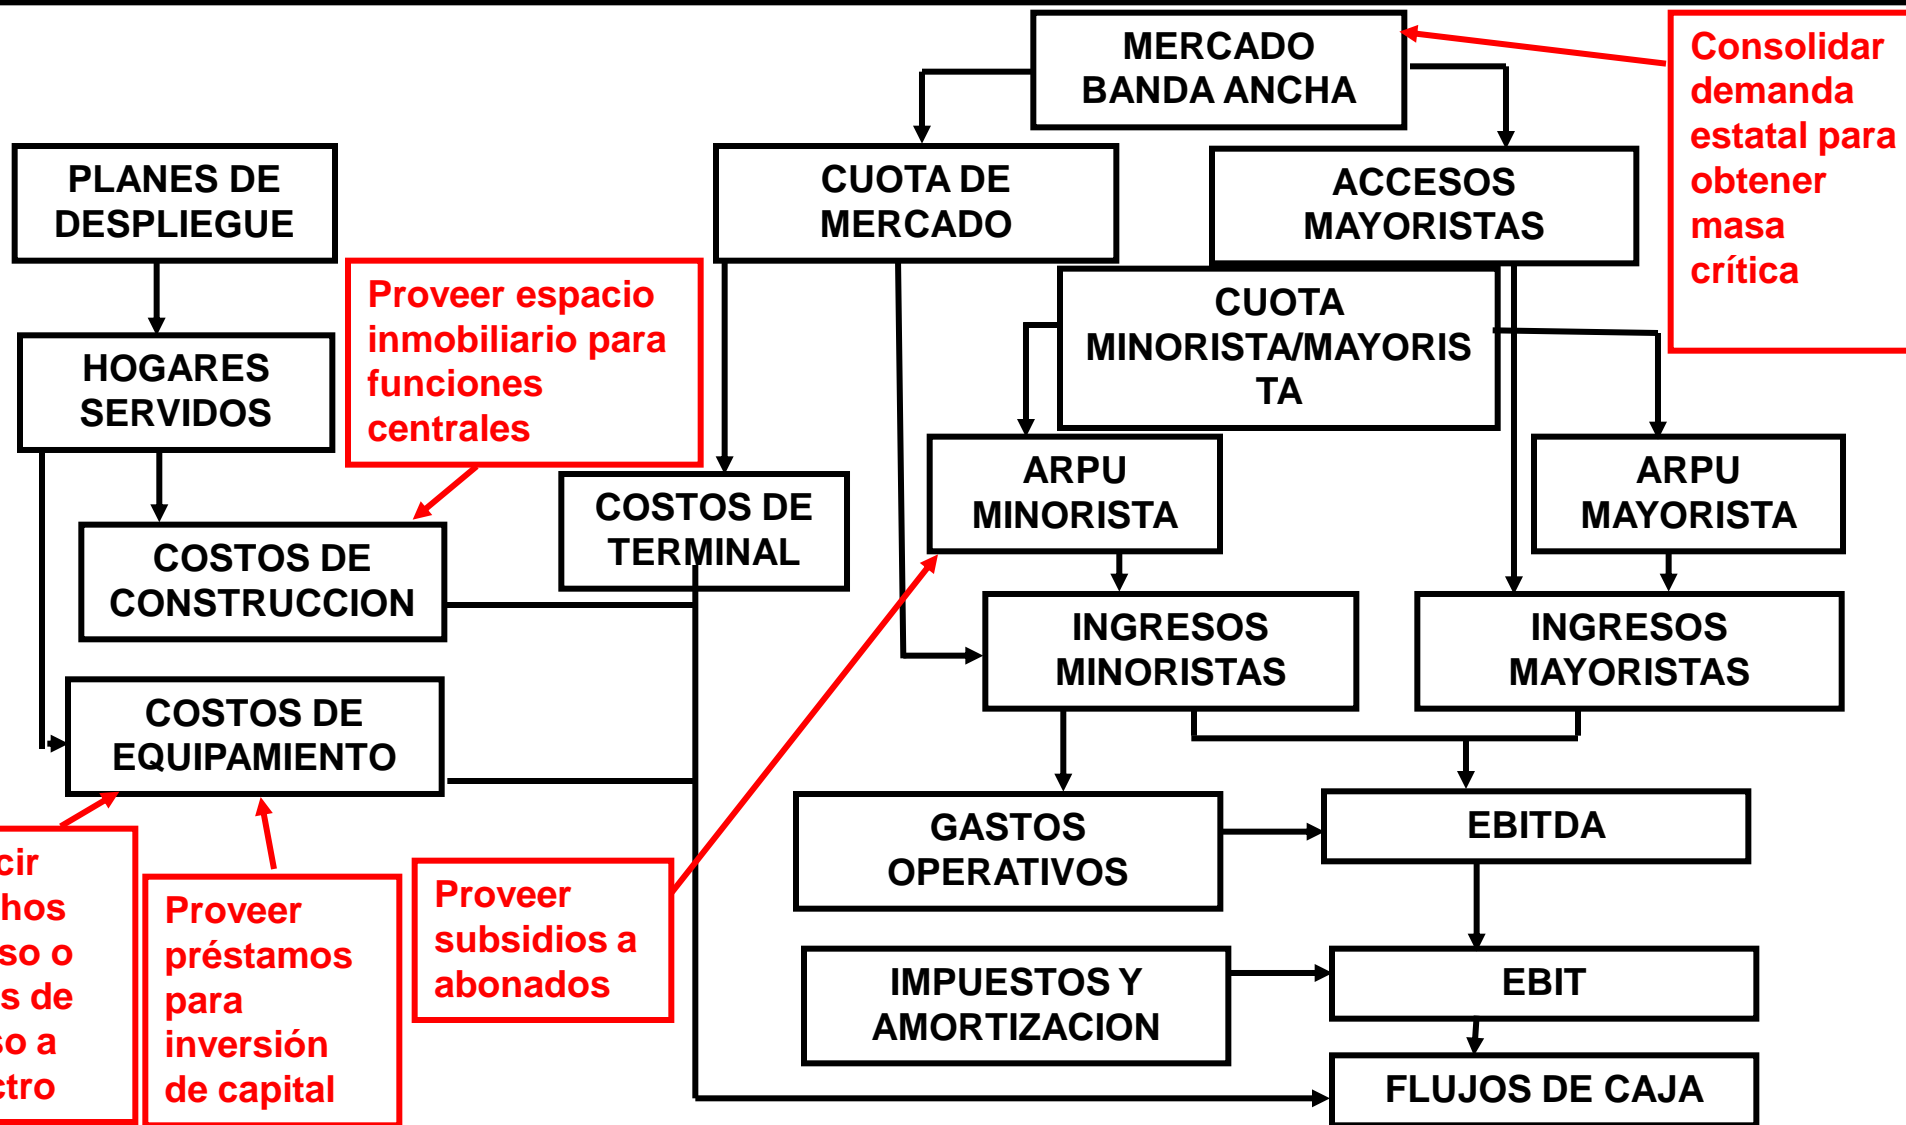 MERCADO
BANDA ANCHA
Consolidar
demanda
estatal para
obtener
masa
crítica
PLANES DE
DESPLIEGUE
CUOTA DE
MERCADO
ACCESOS
MAYORISTAS
Proveer espacio
inmobiliario para
funciones
centrales
CUOTA
MINORISTA/MAYORIS
TA
HOGARES
SERVIDOS
ARPU
MINORISTA
ARPU
MAYORISTA
COSTOS DE
TERMINAL
COSTOS DE
CONSTRUCCION
INGRESOS
MINORISTAS
INGRESOS
MAYORISTAS
COSTOS DE
EQUIPAMIENTO
GASTOS
OPERATIVOS
EBITDA
o
de
a
Proveer
préstamos
para
inversión
de capital
Proveer
subsidios a
abonados
IMPUESTOS Y
AMORTIZACION
EBIT
FLUJOS DE CAJA